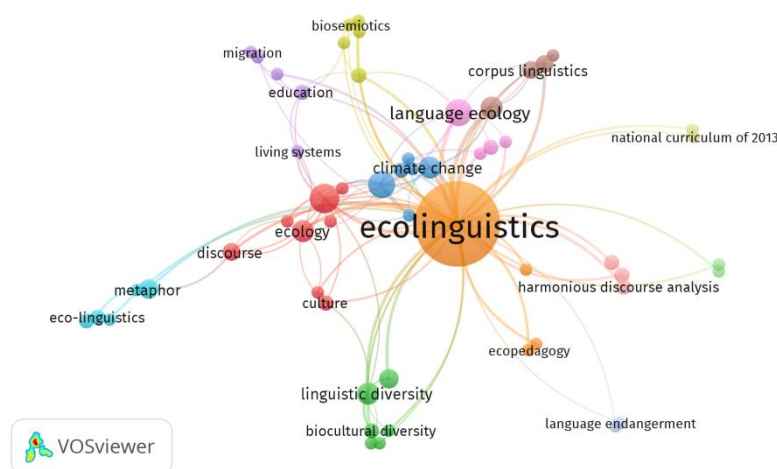 biosemiotics
migration
corpus linguistics
education
language ecology
national curriculum of 2013
living systems
climate change
ecolinguistics
ecology
discourse
metaphor
harmonious discourse analysis
culture
eco-linguistics
ecopedagogy
linguistic diversity
language endangerment
biocultural diversity
VOSviewer